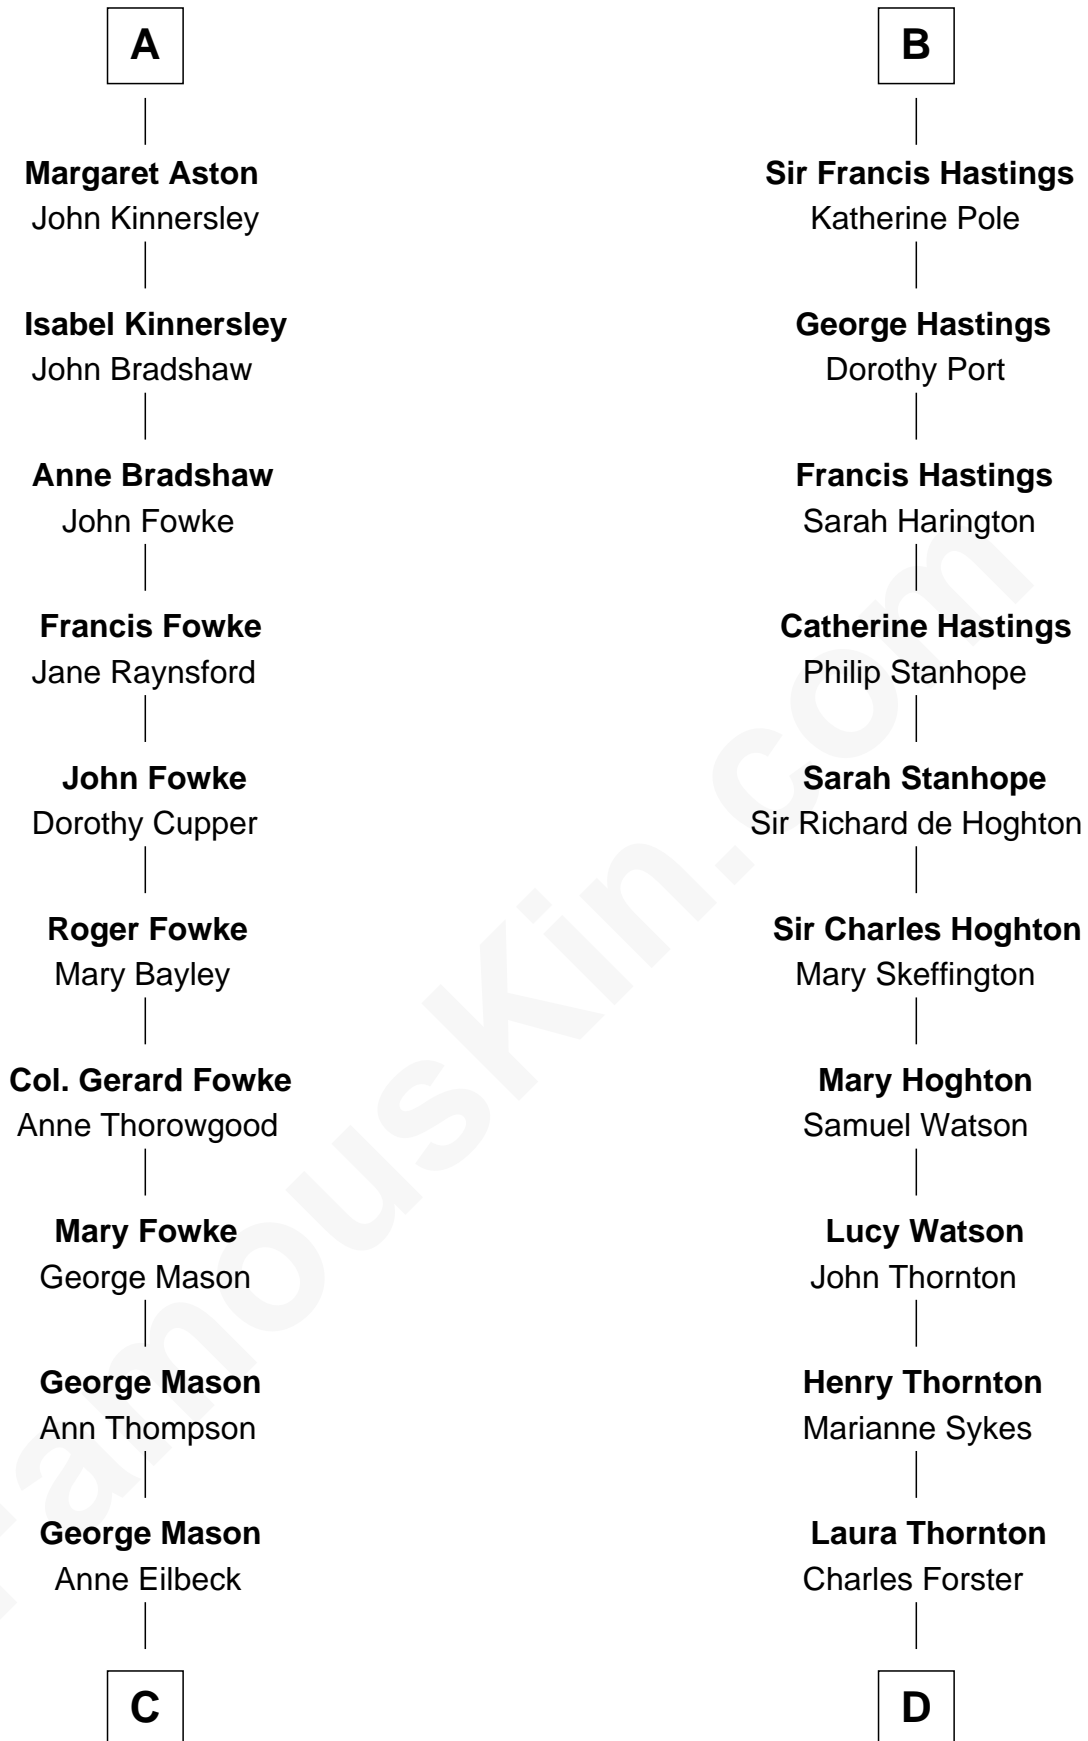 A
Margaret Aston
John Kinnersley
Isabel Kinnersley
John Bradshaw
Anne Bradshaw
John Fowke
Francis Fowke
Jane Raynsford
John Fowke
Dorothy Cupper
Roger Fowke
Mary Bayley
Col. Gerard Fowke
Anne Thorowgood
Mary Fowke
George Mason
George Mason
Ann Thompson
George Mason
Anne Eilbeck
C
B
Sir Francis Hastings
Katherine Pole
George Hastings
Dorothy Port
Francis Hastings
Sarah Harington
Catherine Hastings
Philip Stanhope
Sarah Stanhope
Sir Richard de Hoghton
Sir Charles Hoghton
Mary Skeffington
Mary Hoghton
Samuel Watson
Lucy Watson
John Thornton
Henry Thornton
Marianne Sykes
Laura Thornton
Charles Forster
D
FamousKin.com